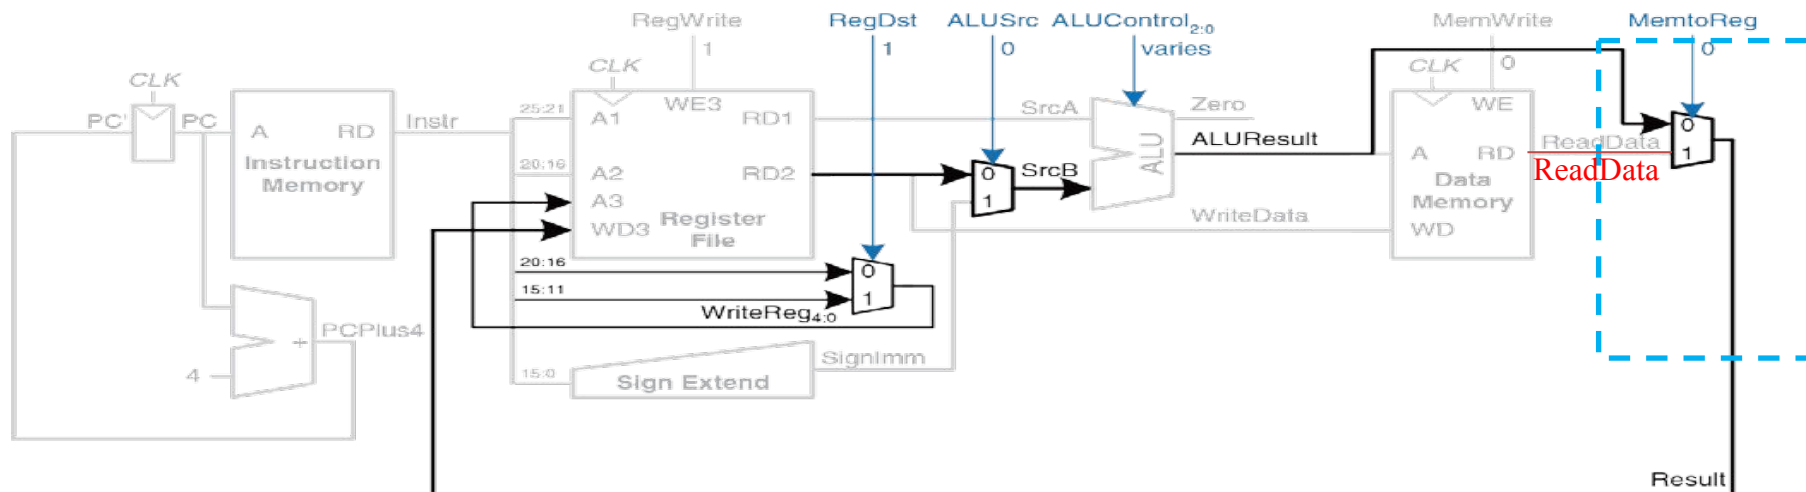 RegWrite
1
RegDst
1
ALUSrc
0
ALUControl2:0
varies
MemWrite
0
MemtoReg
0
CLK
PC'
PC
A
RD
Instruction
Memory
Instr
CLK
25:21
A1
WE3
RD1
20:16
A2
RD2
A3
WD3
Register
File
20:16
0
15:11
1
WriteReg4:0
15:0
Sign Extend
SignImm
PCPlus4
+
4
SrcA
0
1
SrcB
ALU
Zero
ALUResult
WriteData
CLK
WE
A
RD
Data
Memory
WD
ReadData
ReadData
0
1
Result